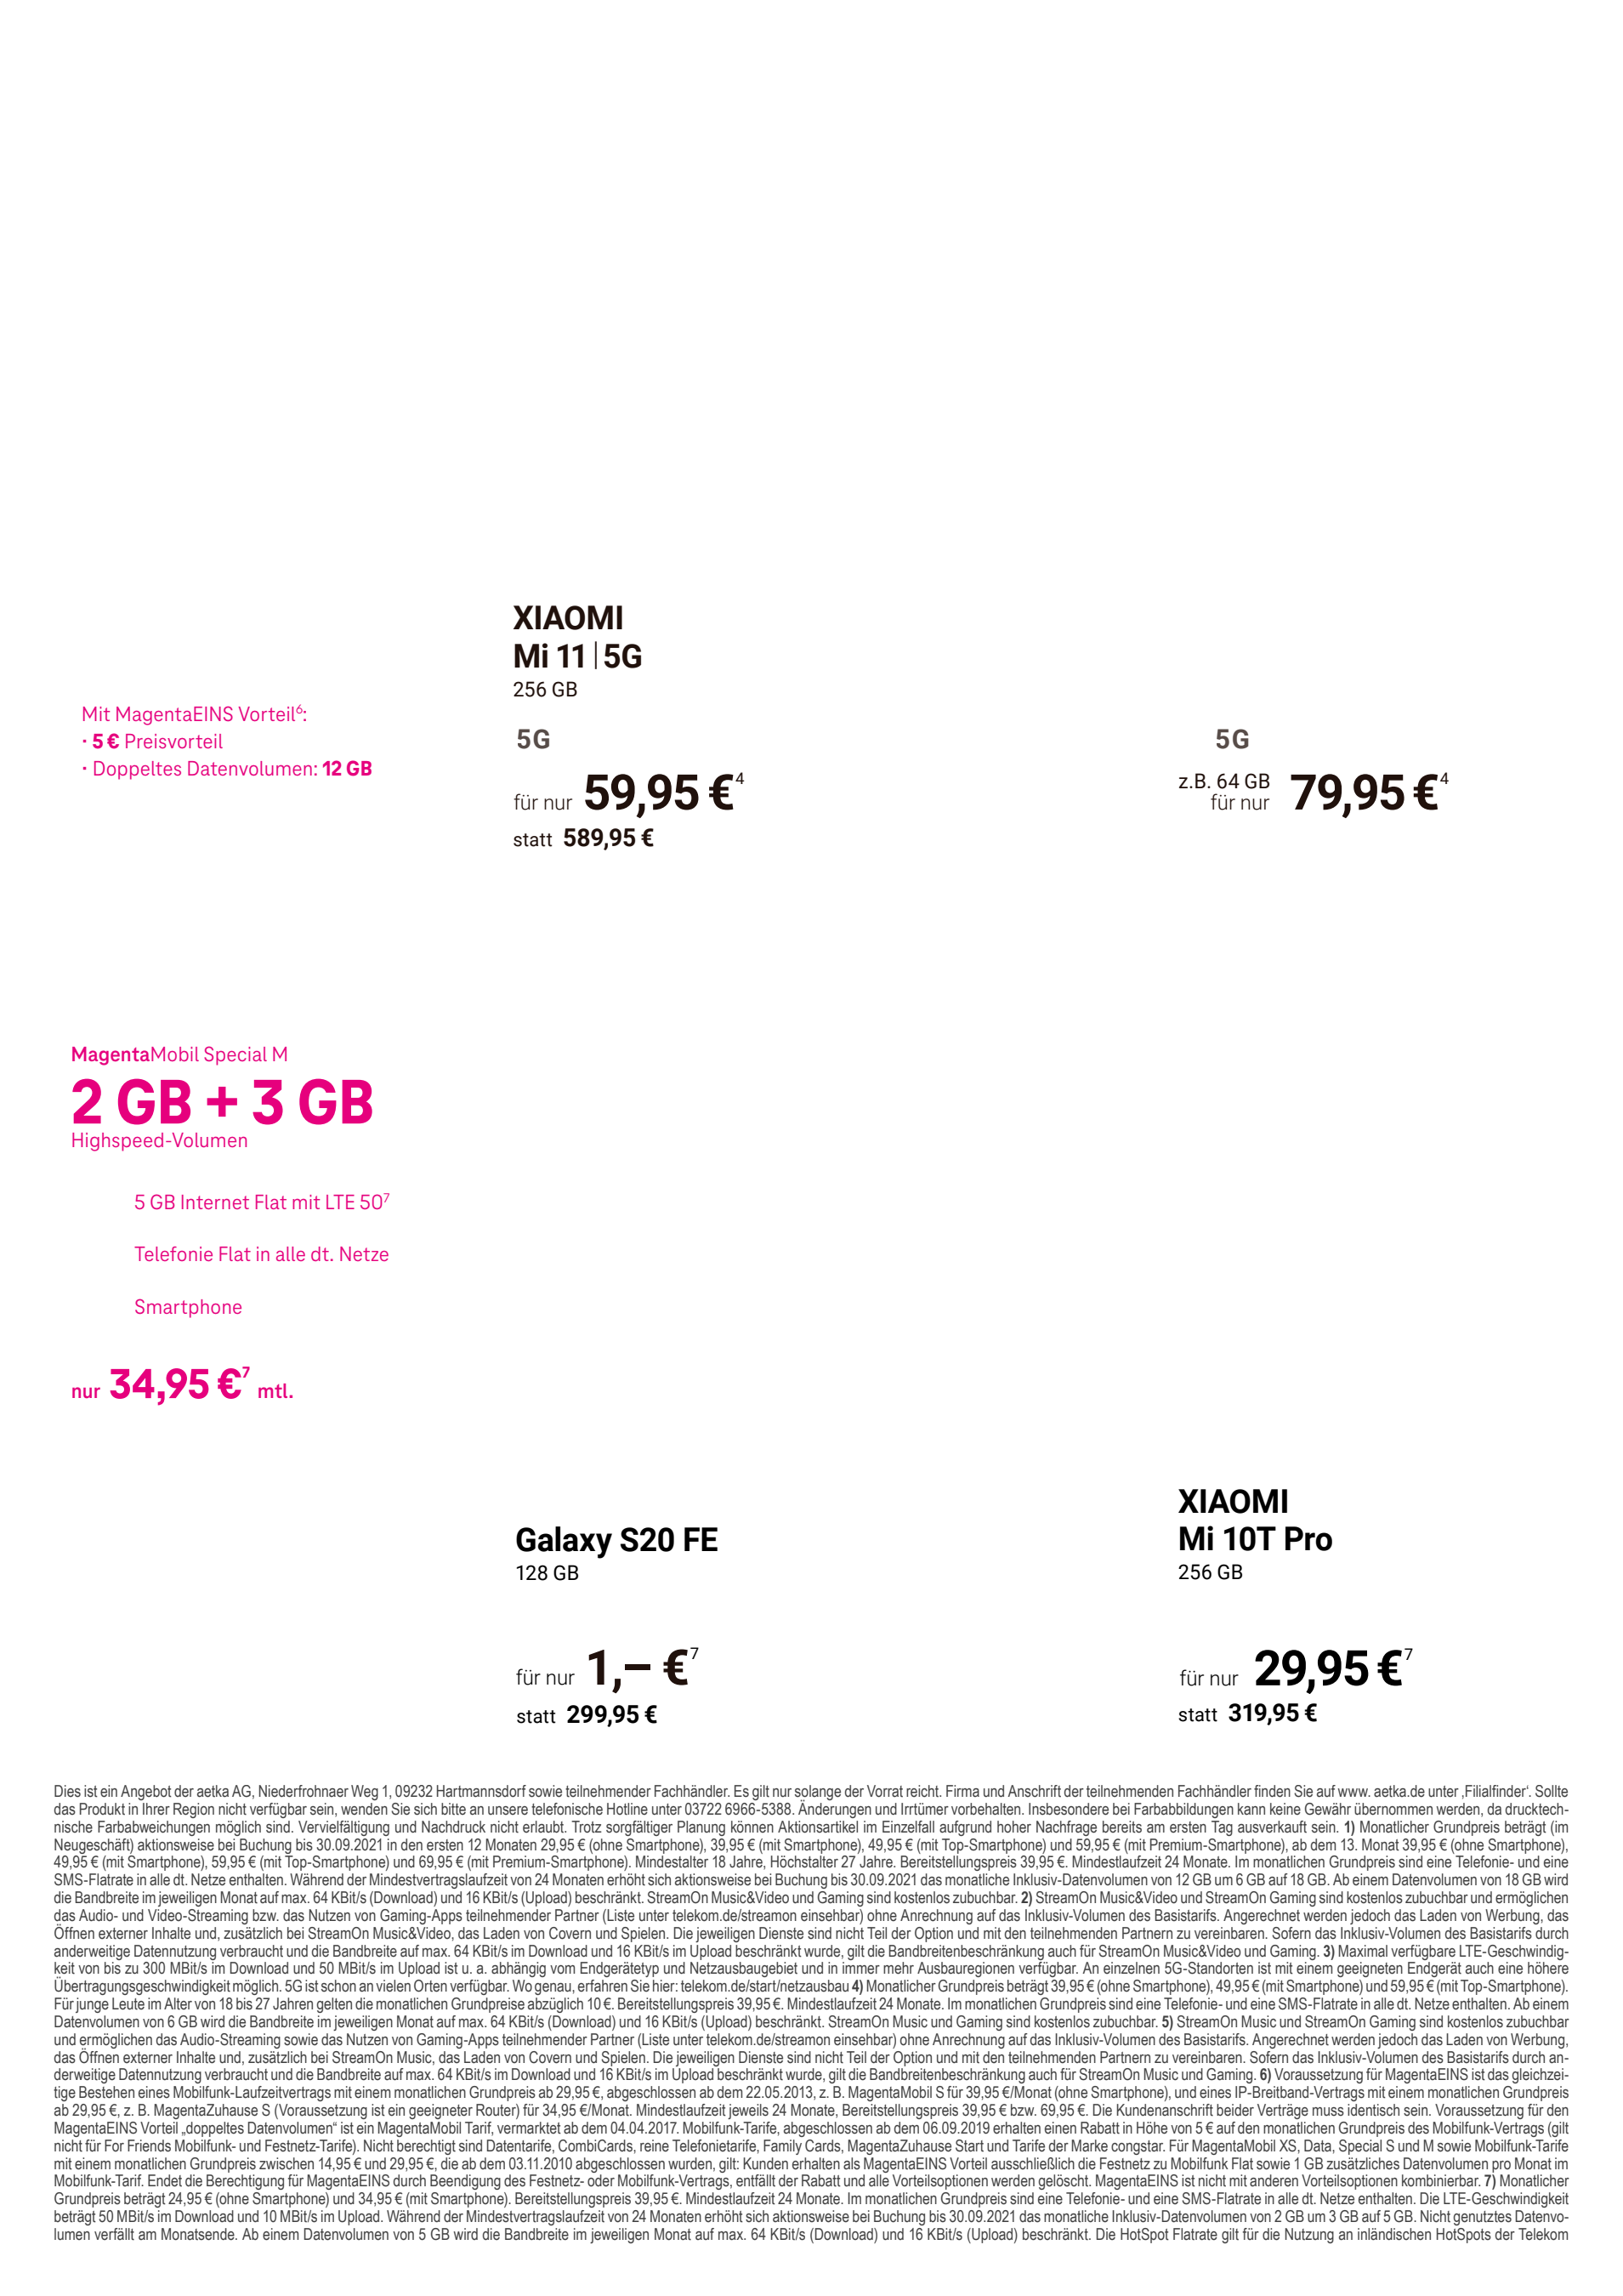 XIAOMI
Mi 11 | 5G
256 GB
Mit MagentaEINS Vorteil⁶:
· 5 € Preisvorteil
· Doppeltes Datenvolumen: 12 GB
5G
für nur 59,95 €⁴
statt 589,95 €
5G
z.B. 64 GB
für nur 79,95 €⁴
MagentaMobil Special M
2 GB + 3 GB
Highspeed-Volumen
5 GB Internet Flat mit LTE 50⁷
Telefonie Flat in alle dt. Netze
Smartphone
nur 34,95 €⁷ mtl.
Galaxy S20 FE
128 GB
für nur 1,– €⁷
statt 299,95 €
XIAOMI
Mi 10T Pro
256 GB
für nur 29,95 €⁷
statt 319,95 €
Dies ist ein Angebot der aetka AG, Niederfrohnaer Weg 1, 09232 Hartmannsdorf sowie teilnehmender Fachhändler. Es gilt nur solange der Vorrat reicht. Firma und Anschrift der teilnehmenden Fachhändler finden Sie auf www. aetka.de unter ‚Filialfinder‘. Sollte
das Produkt in Ihrer Region nicht verfügbar sein, wenden Sie sich bitte an unsere telefonische Hotline unter 03722 6966-5388. Änderungen und Irrtümer vorbehalten. Insbesondere bei Farbabbildungen kann keine Gewähr übernommen werden, da drucktech-
nische Farbabweichungen möglich sind. Vervielfältigung und Nachdruck nicht erlaubt. Trotz sorgfältiger Planung können Aktionsartikel im Einzelfall aufgrund hoher Nachfrage bereits am ersten Tag ausverkauft sein. 1) Monatlicher Grundpreis beträgt (im
Neugeschäft) aktionsweise bei Buchung bis 30.09.2021 in den ersten 12 Monaten 29,95 € (ohne Smartphone), 39,95 € (mit Smartphone), 49,95 € (mit Top-Smartphone) und 59,95 € (mit Premium-Smartphone), ab dem 13. Monat 39,95 € (ohne Smartphone),
49,95 € (mit Smartphone), 59,95 € (mit Top-Smartphone) und 69,95 € (mit Premium-Smartphone). Mindestalter 18 Jahre, Höchstalter 27 Jahre. Bereitstellungspreis 39,95 €. Mindestlaufzeit 24 Monate. Im monatlichen Grundpreis sind eine Telefonie- und eine
SMS-Flatrate in alle dt. Netze enthalten. Während der Mindestvertragslaufzeit von 24 Monaten erhöht sich aktionsweise bei Buchung bis 30.09.2021 das monatliche Inklusiv-Datenvolumen von 12 GB um 6 GB auf 18 GB. Ab einem Datenvolumen von 18 GB wird
die Bandbreite im jeweiligen Monat auf max. 64 KBit/s (Download) und 16 KBit/s (Upload) beschränkt. StreamOn Music&Video und Gaming sind kostenlos zubuchbar. 2) StreamOn Music&Video und StreamOn Gaming sind kostenlos zubuchbar und ermöglichen
das Audio- und Video-Streaming bzw. das Nutzen von Gaming-Apps teilnehmender Partner (Liste unter telekom.de/streamon einsehbar) ohne Anrechnung auf das Inklusiv-Volumen des Basistarifs. Angerechnet werden jedoch das Laden von Werbung, das
Öffnen externer Inhalte und, zusätzlich bei StreamOn Music&Video, das Laden von Covern und Spielen. Die jeweiligen Dienste sind nicht Teil der Option und mit den teilnehmenden Partnern zu vereinbaren. Sofern das Inklusiv-Volumen des Basistarifs durch
anderweitige Datennutzung verbraucht und die Bandbreite auf max. 64 KBit/s im Download und 16 KBit/s im Upload beschränkt wurde, gilt die Bandbreitenbeschränkung auch für StreamOn Music&Video und Gaming. 3) Maximal verfügbare LTE-Geschwindig-
keit von bis zu 300 MBit/s im Download und 50 MBit/s im Upload ist u. a. abhängig vom Endgerätetyp und Netzausbaugebiet und in immer mehr Ausbauregionen verfügbar. An einzelnen 5G-Standorten ist mit einem geeigneten Endgerät auch eine höhere
Übertragungsgeschwindigkeit möglich. 5G ist schon an vielen Orten verfügbar. Wo genau, erfahren Sie hier: telekom.de/start/netzausbau 4) Monatlicher Grundpreis beträgt 39,95 € (ohne Smartphone), 49,95 € (mit Smartphone) und 59,95 € (mit Top-Smartphone).
Für junge Leute im Alter von 18 bis 27 Jahren gelten die monatlichen Grundpreise abzüglich 10 €. Bereitstellungspreis 39,95 €. Mindestlaufzeit 24 Monate. Im monatlichen Grundpreis sind eine Telefonie- und eine SMS-Flatrate in alle dt. Netze enthalten. Ab einem
Datenvolumen von 6 GB wird die Bandbreite im jeweiligen Monat auf max. 64 KBit/s (Download) und 16 KBit/s (Upload) beschränkt. StreamOn Music und Gaming sind kostenlos zubuchbar. 5) StreamOn Music und StreamOn Gaming sind kostenlos zubuchbar
und ermöglichen das Audio-Streaming sowie das Nutzen von Gaming-Apps teilnehmender Partner (Liste unter telekom.de/streamon einsehbar) ohne Anrechnung auf das Inklusiv-Volumen des Basistarifs. Angerechnet werden jedoch das Laden von Werbung,
das Öffnen externer Inhalte und, zusätzlich bei StreamOn Music, das Laden von Covern und Spielen. Die jeweiligen Dienste sind nicht Teil der Option und mit den teilnehmenden Partnern zu vereinbaren. Sofern das Inklusiv-Volumen des Basistarifs durch an-
derweitige Datennutzung verbraucht und die Bandbreite auf max. 64 KBit/s im Download und 16 KBit/s im Upload beschränkt wurde, gilt die Bandbreitenbeschränkung auch für StreamOn Music und Gaming. 6) Voraussetzung für MagentaEINS ist das gleichzei-
tige Bestehen eines Mobilfunk-Laufzeitvertrags mit einem monatlichen Grundpreis ab 29,95 €, abgeschlossen ab dem 22.05.2013, z. B. MagentaMobil S für 39,95 €/Monat (ohne Smartphone), und eines IP-Breitband-Vertrags mit einem monatlichen Grundpreis
ab 29,95 €, z. B. MagentaZuhause S (Voraussetzung ist ein geeigneter Router) für 34,95 €/Monat. Mindestlaufzeit jeweils 24 Monate, Bereitstellungspreis 39,95 € bzw. 69,95 €. Die Kundenanschrift beider Verträge muss identisch sein. Voraussetzung für den
MagentaEINS Vorteil „doppeltes Datenvolumen“ ist ein MagentaMobil Tarif, vermarktet ab dem 04.04.2017. Mobilfunk-Tarife, abgeschlossen ab dem 06.09.2019 erhalten einen Rabatt in Höhe von 5 € auf den monatlichen Grundpreis des Mobilfunk-Vertrags (gilt
nicht für For Friends Mobilfunk- und Festnetz-Tarife). Nicht berechtigt sind Datentarife, CombiCards, reine Telefonietarife, Family Cards, MagentaZuhause Start und Tarife der Marke congstar. Für MagentaMobil XS, Data, Special S und M sowie Mobilfunk-Tarife
mit einem monatlichen Grundpreis zwischen 14,95 € und 29,95 €, die ab dem 03.11.2010 abgeschlossen wurden, gilt: Kunden erhalten als MagentaEINS Vorteil ausschließlich die Festnetz zu Mobilfunk Flat sowie 1 GB zusätzliches Datenvolumen pro Monat im
Mobilfunk-Tarif. Endet die Berechtigung für MagentaEINS durch Beendigung des Festnetz- oder Mobilfunk-Vertrags, entfällt der Rabatt und alle Vorteilsoptionen werden gelöscht. MagentaEINS ist nicht mit anderen Vorteilsoptionen kombinierbar. 7) Monatlicher
Grundpreis beträgt 24,95 € (ohne Smartphone) und 34,95 € (mit Smartphone). Bereitstellungspreis 39,95 €. Mindestlaufzeit 24 Monate. Im monatlichen Grundpreis sind eine Telefonie- und eine SMS-Flatrate in alle dt. Netze enthalten. Die LTE-Geschwindigkeit
beträgt 50 MBit/s im Download und 10 MBit/s im Upload. Während der Mindestvertragslaufzeit von 24 Monaten erhöht sich aktionsweise bei Buchung bis 30.09.2021 das monatliche Inklusiv-Datenvolumen von 2 GB um 3 GB auf 5 GB. Nicht genutztes Datenvo-
lumen verfällt am Monatsende. Ab einem Datenvolumen von 5 GB wird die Bandbreite im jeweiligen Monat auf max. 64 KBit/s (Download) und 16 KBit/s (Upload) beschränkt. Die HotSpot Flatrate gilt für die Nutzung an inländischen HotSpots der Telekom